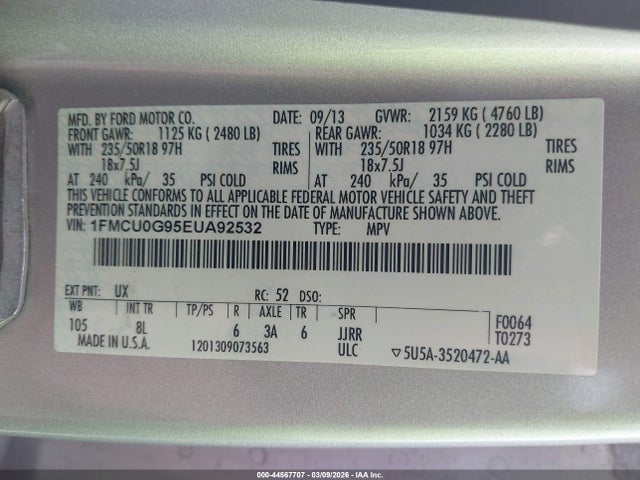 MFD. BY FORD MOTOR CO. DATE: 09/13 GVWR: 2159 KG ( 4760 LB)
FRONT GAWR: 1125 KG ( 2480 LB) REAR GAWR: 1034 KG ( 2280 LB)
WITH 235/50R18 97H TIRES WITH 235/50R18 97H TIRES
18x7.5J RIMS 18x7.5J RIMS
AT 240 kPa/ 35 PSI COLD AT 240 kPa/ 35 PSI COLD
THIS VEHICLE CONFORMS TO ALL APPLICABLE FEDERAL MOTOR VEHICLE SAFETY AND THEFT
PREVENTION STANDARDS IN EFFECT ON THE DATE OF MANUFACTURE SHOWN ABOVE.
VIN: 1FMCU0G95EUA92532 TYPE: MPV
EXT PNT: UX RC: 52 DSO:
WB INT TR TP/PS R AXLE TR SPR
105 8L 6 3A 6 JJRR F0064
MADE IN U.S.A. 1201309073563 ULC T0273
5U5A-3520472-AA
000-44567707 - 03/09/2026 - IAA Inc.